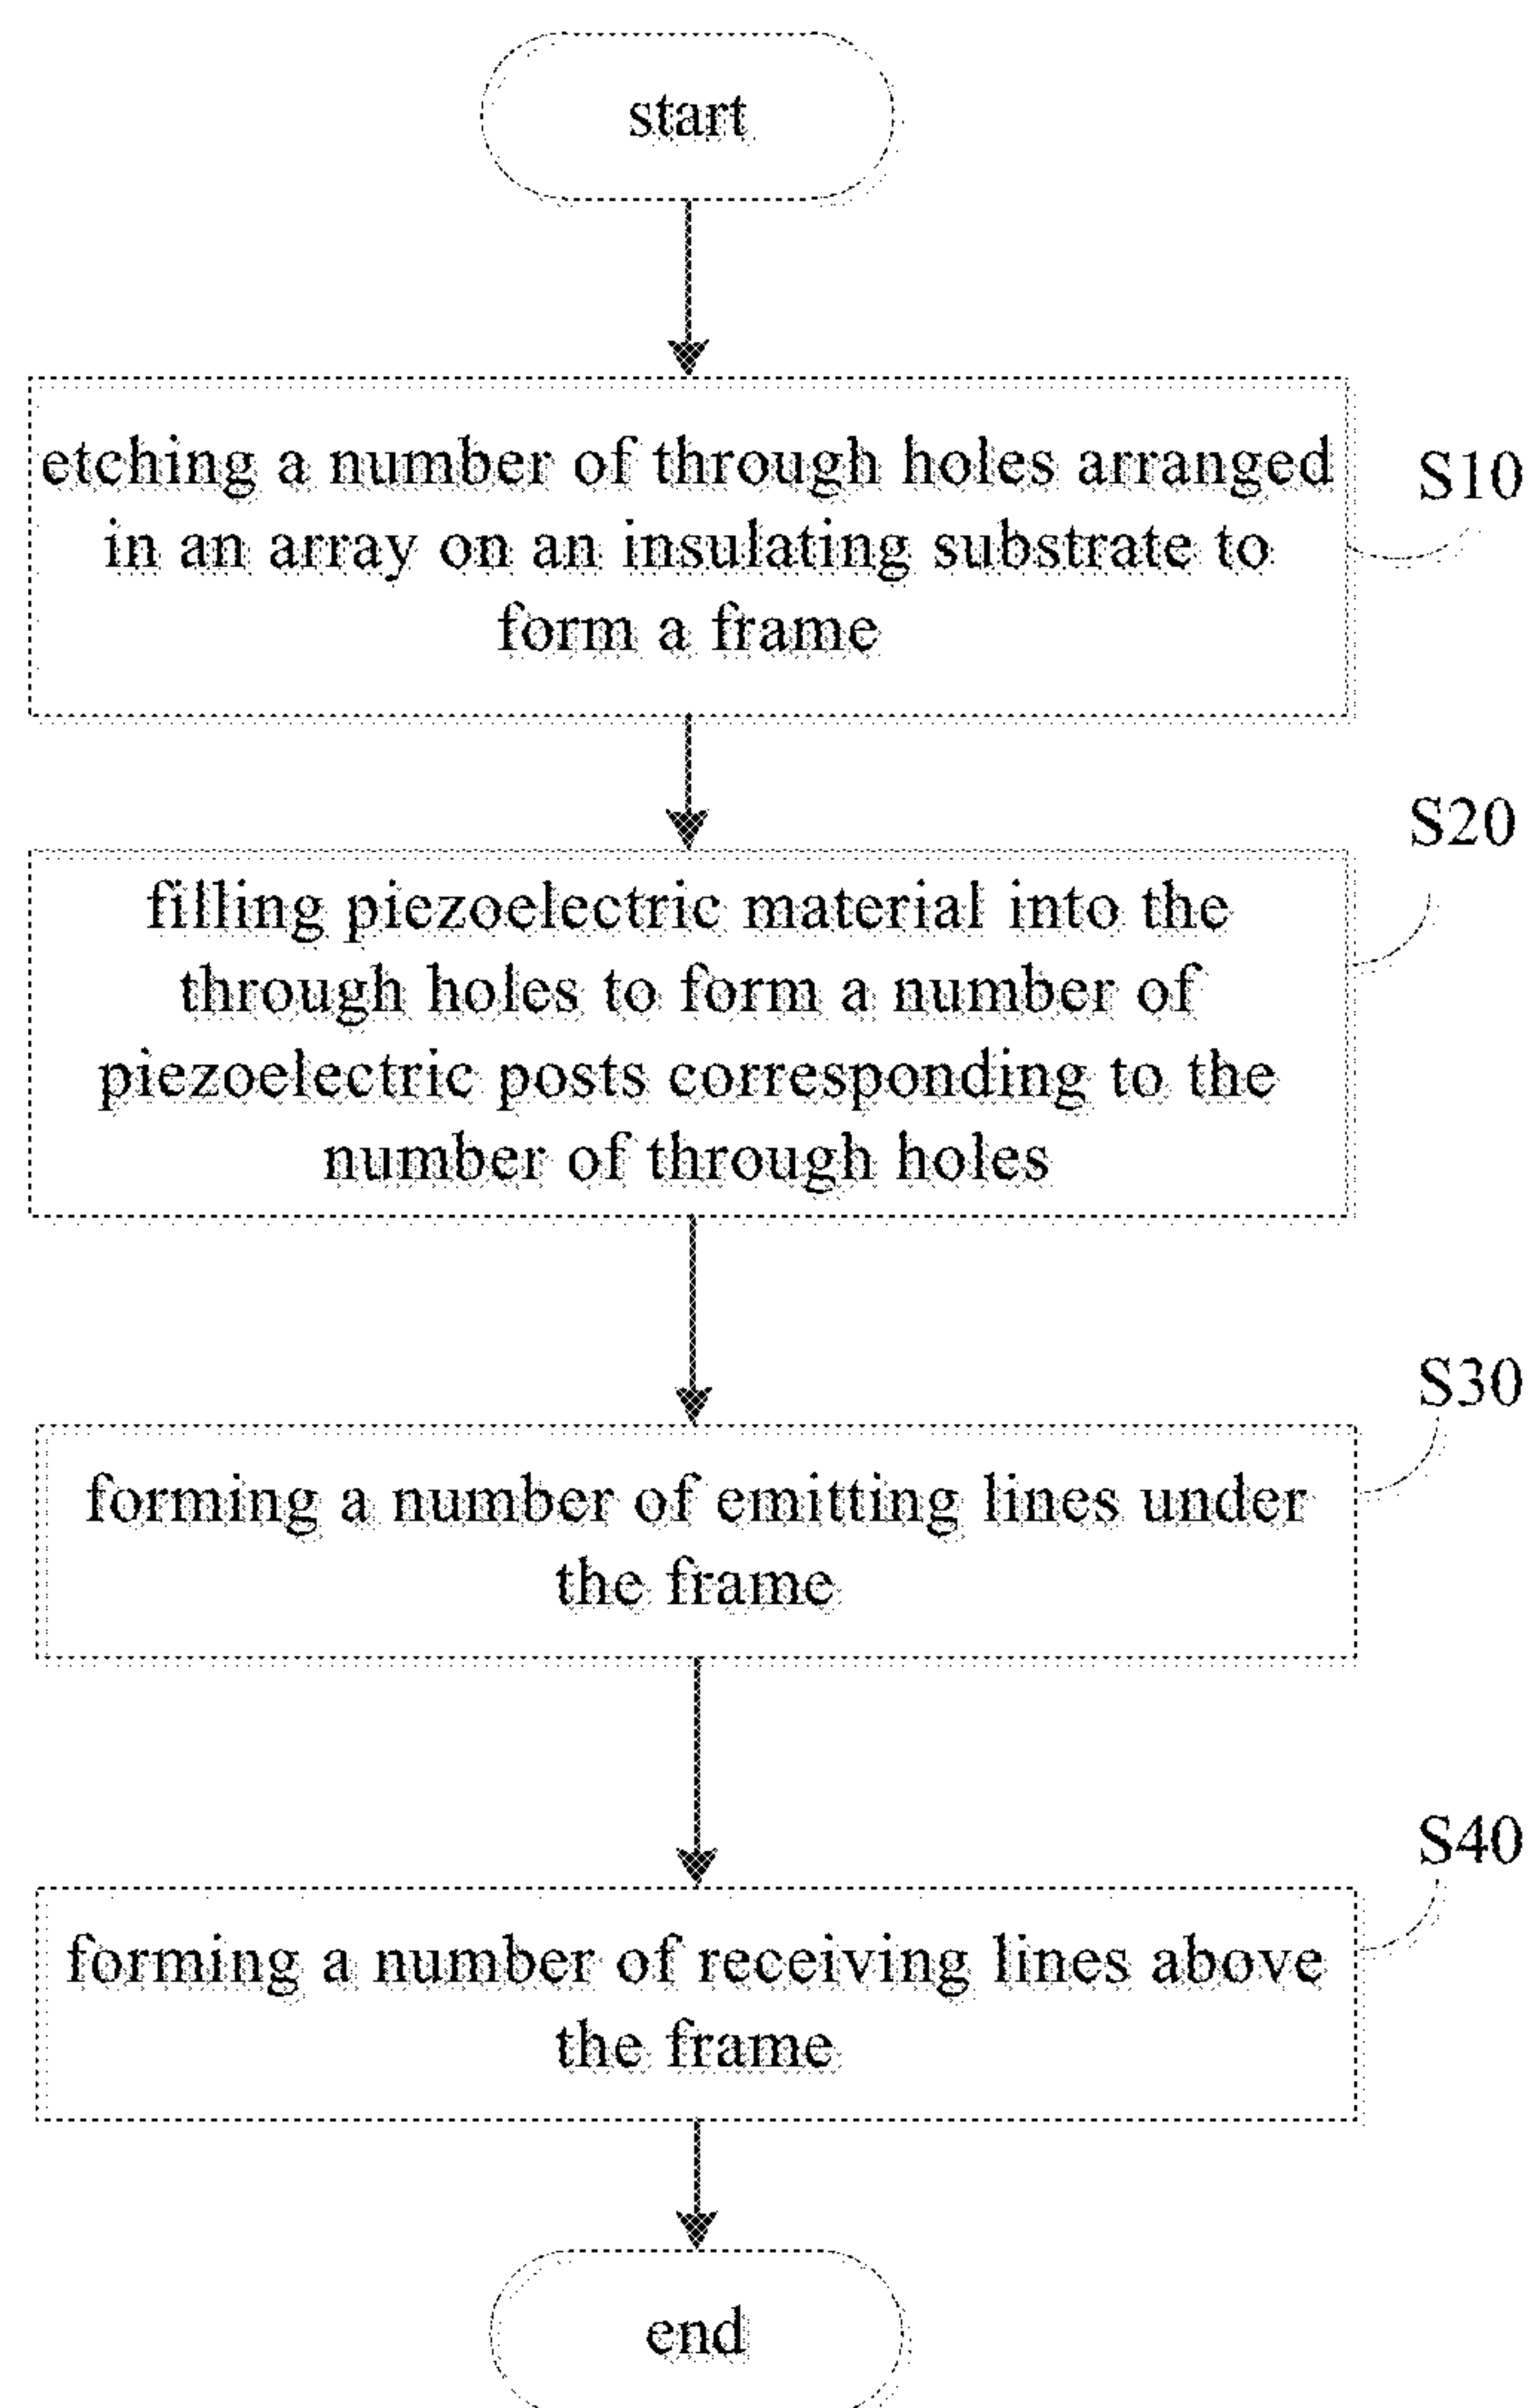 start
etching a number of through holes arranged
in an array on an insulating substrate to
form a frame
S10
filling piezoelectric material into the
through holes to form a number of
piezoelectric posts corresponding to the
number of through holes
S20
forming a number of emitting lines under
the frame
S30
forming a number of receiving lines above
the frame
S40
end